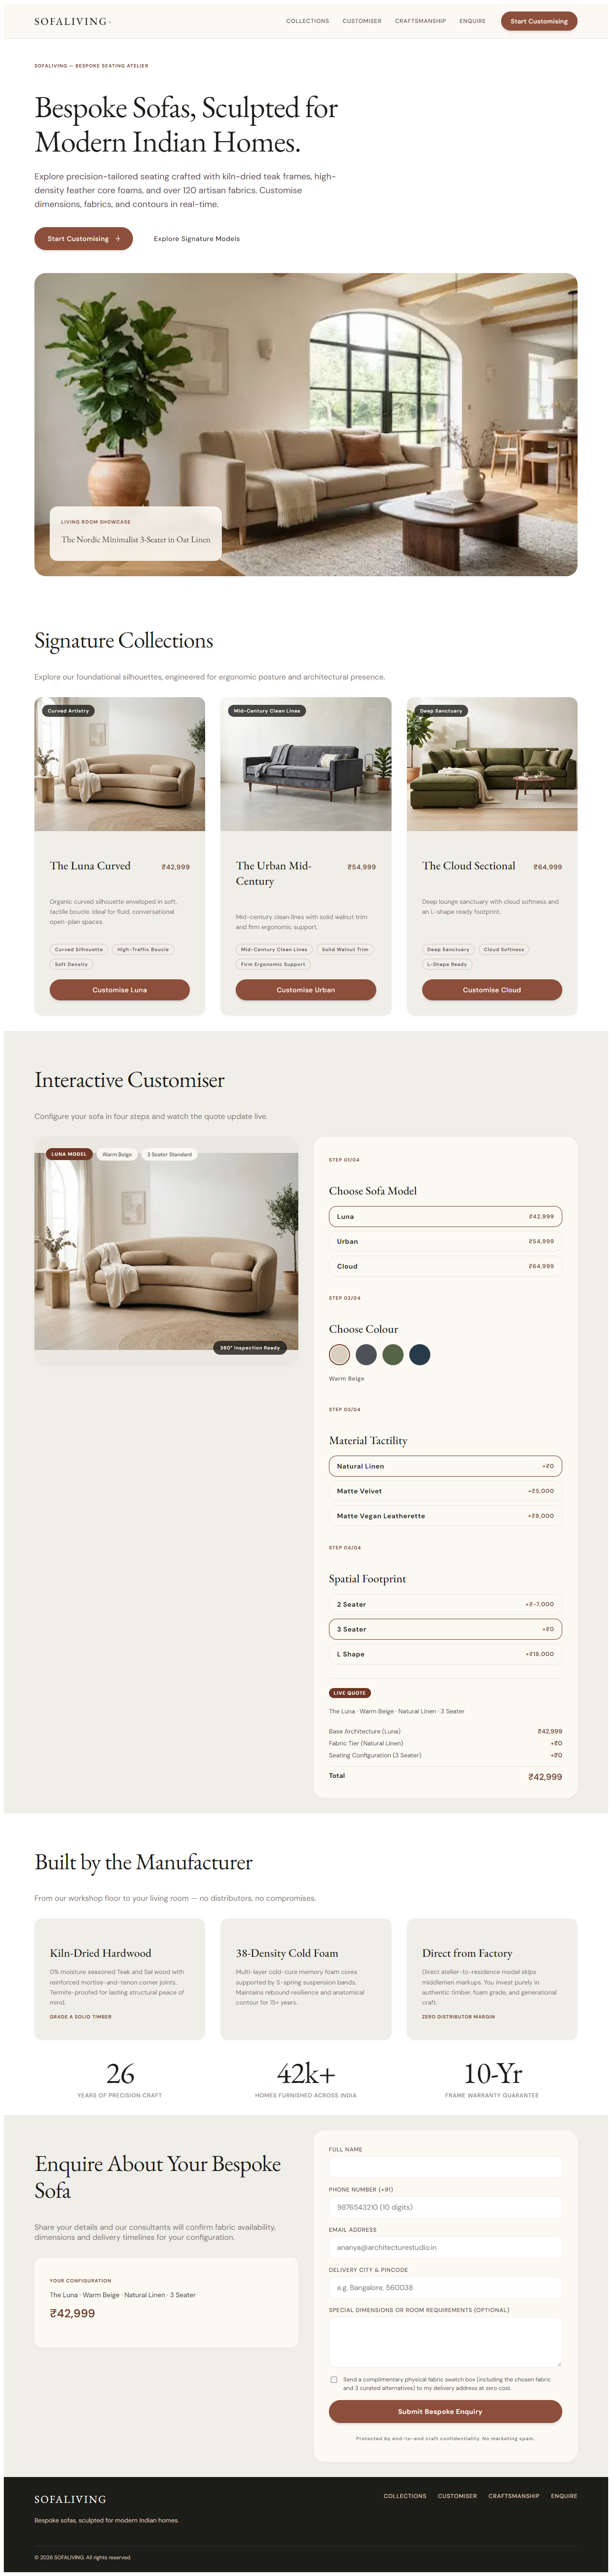 SOFALIVING
COLLECTIONS CUSTOMISER CRAFTSMANSHIP ENQUIRE Start Customising
SOFALIVING — BESPOKE SEATING ATELIER
Bespoke Sofas, Sculpted for
Modern Indian Homes.
Explore precision-tailored seating crafted with kiln-dried teak frames, high-
density feather core foams, and over 120 artisan fabrics. Customise
dimensions, fabrics, and contours in real-time.
Start Customising Explore Signature Models
LIVING ROOM SHOWCASE
The Nordic Minimalist 3-Seater in Oat Linen
Signature Collections
Explore our foundational silhouettes, engineered for ergonomic posture and architectural presence.
Curved Artistry
The Luna Curved ₹42,999
Organic curved silhouette enveloped in soft,
tactile boucle. Ideal for fluid, conversational
open-plan spaces.
Curved Silhouette High-Traffic Boucle
Soft Density
Customise Luna
Mid-Century Clean Lines
The Urban Mid-
Century
₹54,999
Mid-century clean lines with solid walnut trim
and firm ergonomic support.
Mid-Century Clean Lines Solid Walnut Trim
Firm Ergonomic Support
Customise Urban
Deep Sanctuary
The Cloud Sectional ₹64,999
Deep lounge sanctuary with cloud softness and
an L-shape ready footprint.
Deep Sanctuary Cloud Softness
L-Shape Ready
Customise Cloud
Interactive Customiser
Configure your sofa in four steps and watch the quote update live.
LUNA MODEL Warm Beige 3 Seater Standard
360° Inspection Ready
STEP 01/04
Choose Sofa Model
Luna ₹42,999
Urban ₹54,999
Cloud ₹64,999
STEP 02/04
Choose Colour
Warm Beige
STEP 03/04
Material Tactility
Natural Linen +₹0
Matte Velvet +₹5,000
Matte Vegan Leatherette +₹8,000
STEP 04/04
Spatial Footprint
2 Seater +₹-7,000
3 Seater +₹0
L Shape +₹18,000
LIVE QUOTE
The Luna · Warm Beige · Natural Linen · 3 Seater
Base Architecture (Luna) ₹42,999
Fabric Tier (Natural Linen) +₹0
Seating Configuration (3 Seater) +₹0
Total ₹42,999
Built by the Manufacturer
From our workshop floor to your living room — no distributors, no compromises.
Kiln-Dried Hardwood
0% moisture seasoned Teak and Sal wood with
reinforced mortise-and-tenon corner joints.
Termite-proofed for lasting structural peace of
mind.
GRADE A SOLID TIMBER
38-Density Cold Foam
Multi-layer cold-cure memory foam cores
supported by S-spring suspension bands.
Maintains rebound resilience and anatomical
contour for 15+ years.
Direct from Factory
Direct atelier-to-residence model skips
middlemen markups. You invest purely in
authentic timber, foam grade, and generational
craft.
ZERO DISTRIBUTOR MARGIN
26
YEARS OF PRECISION CRAFT
42k+
HOMES FURNISHED ACROSS INDIA
10-Yr
FRAME WARRANTY GUARANTEE
Enquire About Your Bespoke
Sofa
Share your details and our consultants will confirm fabric availability,
dimensions and delivery timelines for your configuration.
YOUR CONFIGURATION
The Luna · Warm Beige · Natural Linen · 3 Seater
₹42,999
FULL NAME
PHONE NUMBER (+91)
9876543210 (10 digits)
EMAIL ADDRESS
ananya@architecturestudio.in
DELIVERY CITY & PINCODE
e.g. Bangalore, 560038
SPECIAL DIMENSIONS OR ROOM REQUIREMENTS (OPTIONAL)
Send a complimentary physical fabric swatch box (including the chosen fabric
and 3 curated alternatives) to my delivery address at zero cost.
Submit Bespoke Enquiry
Protected by end-to-end craft confidentiality. No marketing spam.
SOFALIVING
COLLECTIONS CUSTOMISER CRAFTSMANSHIP ENQUIRE
Bespoke sofas, sculpted for modern Indian homes.
© 2026 SOFALIVING. All rights reserved.